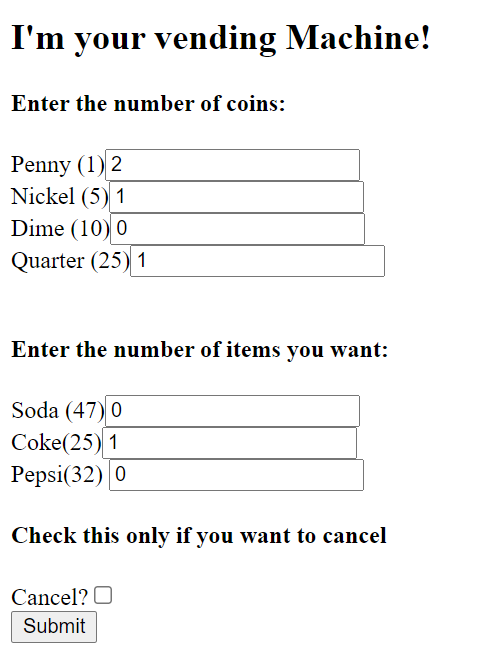 I'm your vending Machine!
Enter the number of coins:
Penny (1) 2
Nickel (5) 1
Dime (10) 0
Quarter (25) 1
Enter the number of items you want:
Soda (47) 0
Coke(25) 1
Pepsi(32) 0
Check this only if you want to cancel
Cancel?
Submit